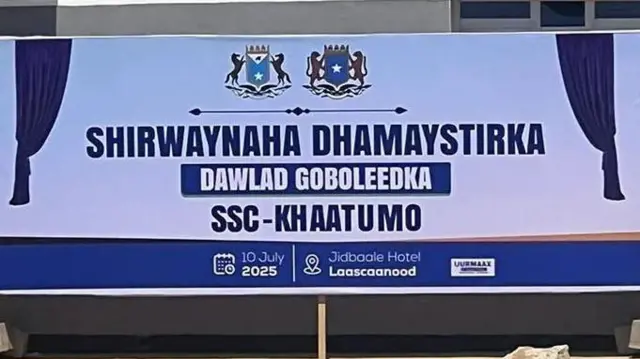 SHIRWAYNAHA DHAMAYSTIRKA
DAWLAD GOBOLEEDKA
SSC-KHAATUMO
10 July
2025
Jidbaale Hotel
Laascaanood
UURMAAX